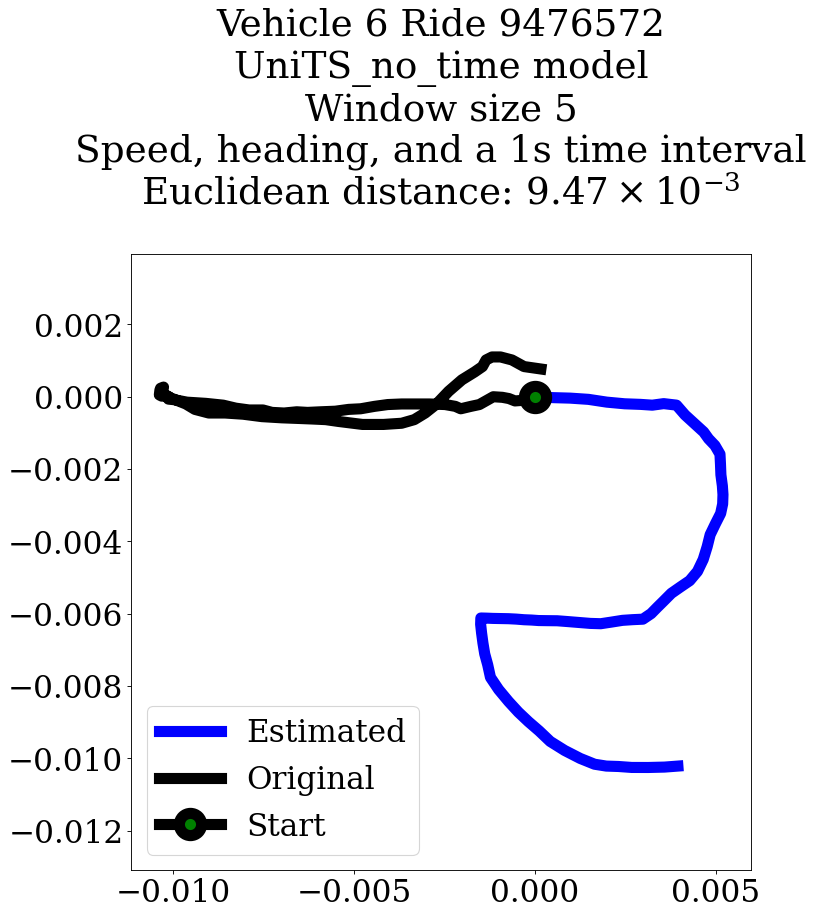 Vehicle 6 Ride 9476572
UniTS_no_time model
Window size 5
Speed, heading, and a 1s time interval
Euclidean distance: 9.47 × 10⁻³
0.002
0.000
−0.002
−0.004
−0.006
−0.008
−0.010
−0.012
Estimated
Original
Start
−0.010
−0.005
0.000
0.005